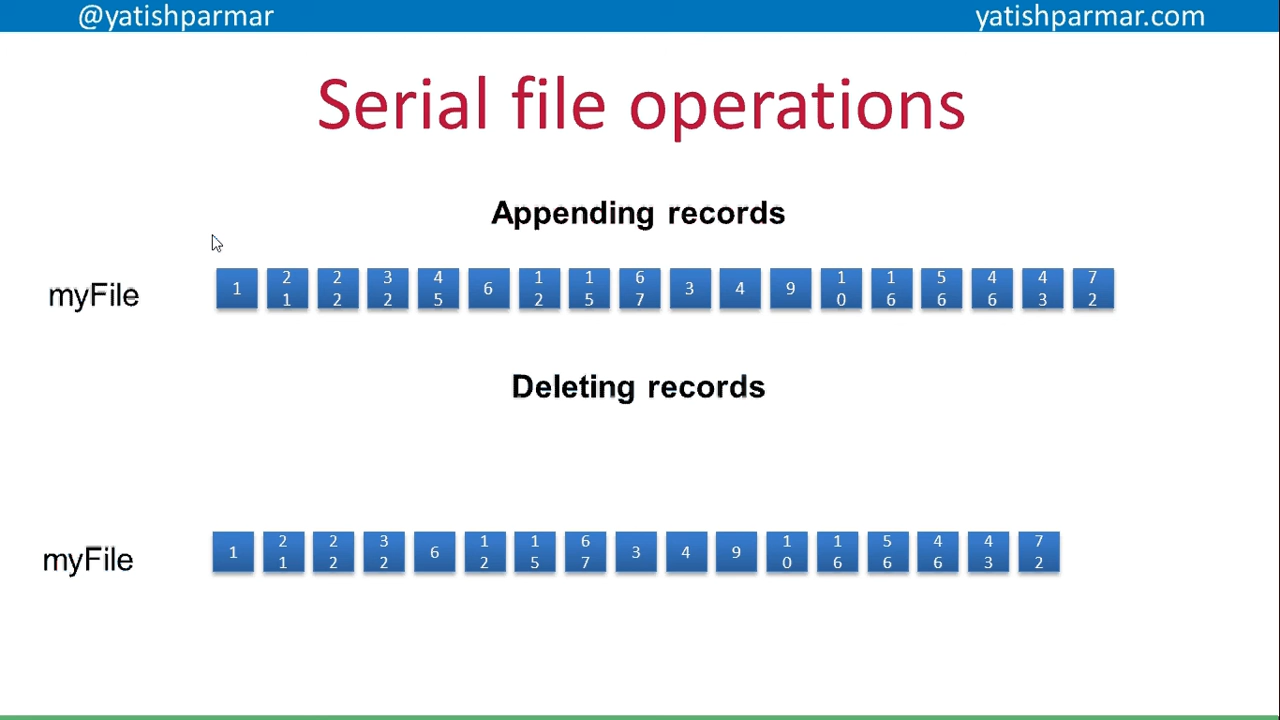 @yatishparmar yatishparmar.com
Serial file operations
Appending records
myFile 1 21 22 32 45 6 12 15 67 3 4 9 10 16 56 46 43 72
Deleting records
myFile 1 21 22 32 6 12 15 67 3 4 9 10 16 56 46 43 72